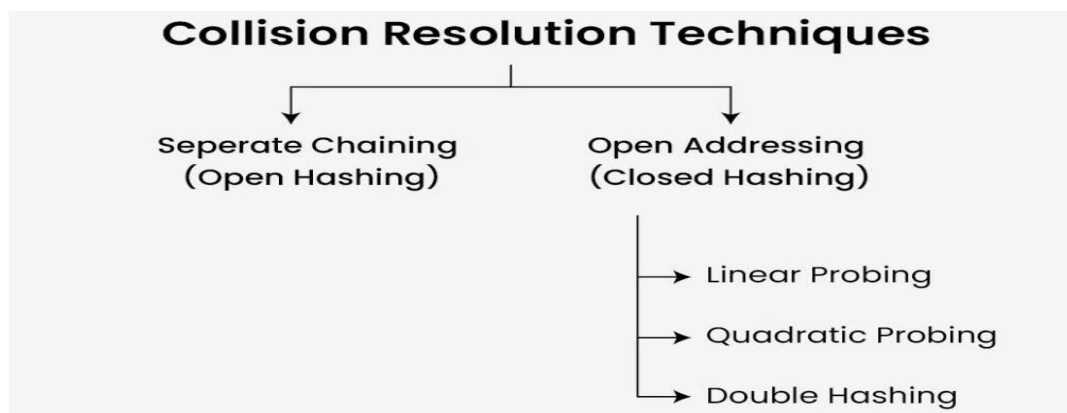 Collision Resolution Techniques
Seperate Chaining
(Open Hashing)
Open Addressing
(Closed Hashing)
Linear Probing
Quadratic Probing
Double Hashing